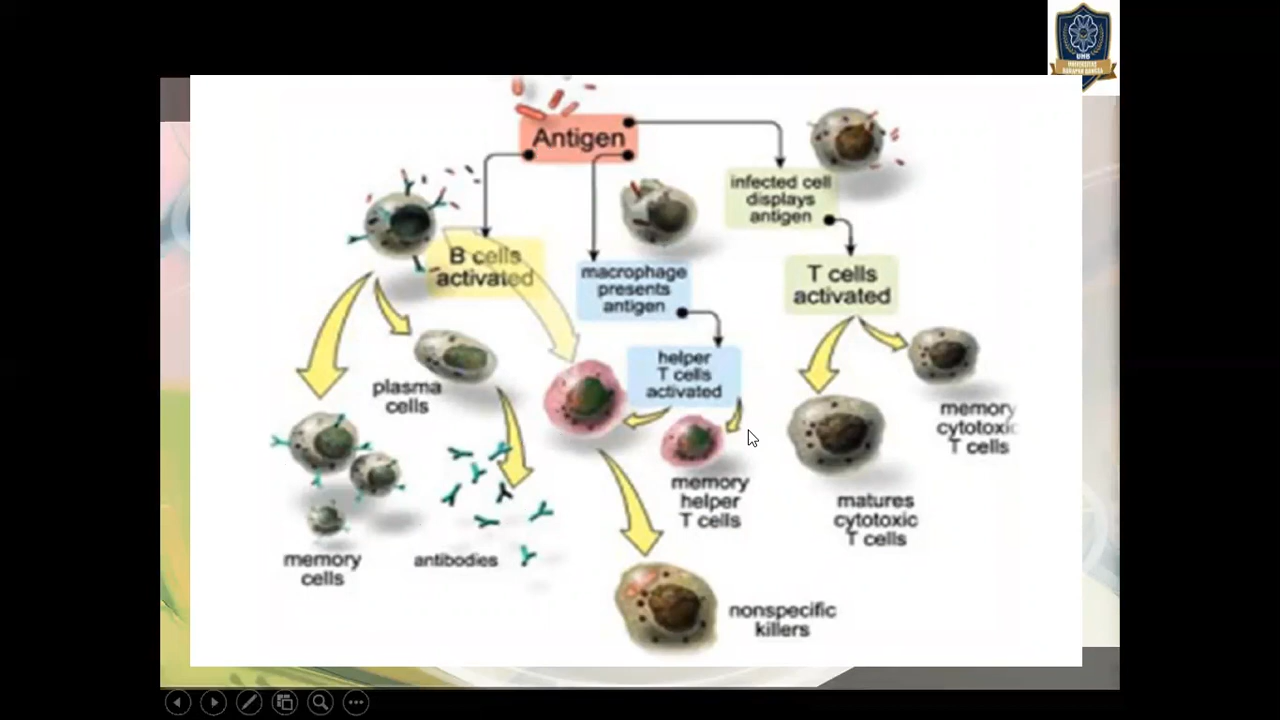 UHB
Antigen
infected cell
displays
antigen
B cells
activated
macrophage
presents
antigen
T cells
activated
helper
T cells
activated
plasma
cells
memory
cytotoxic
T cells
memory
helper
T cells
matures
cytotoxic
T cells
memory
cells
antibodies
nonspecific
killers